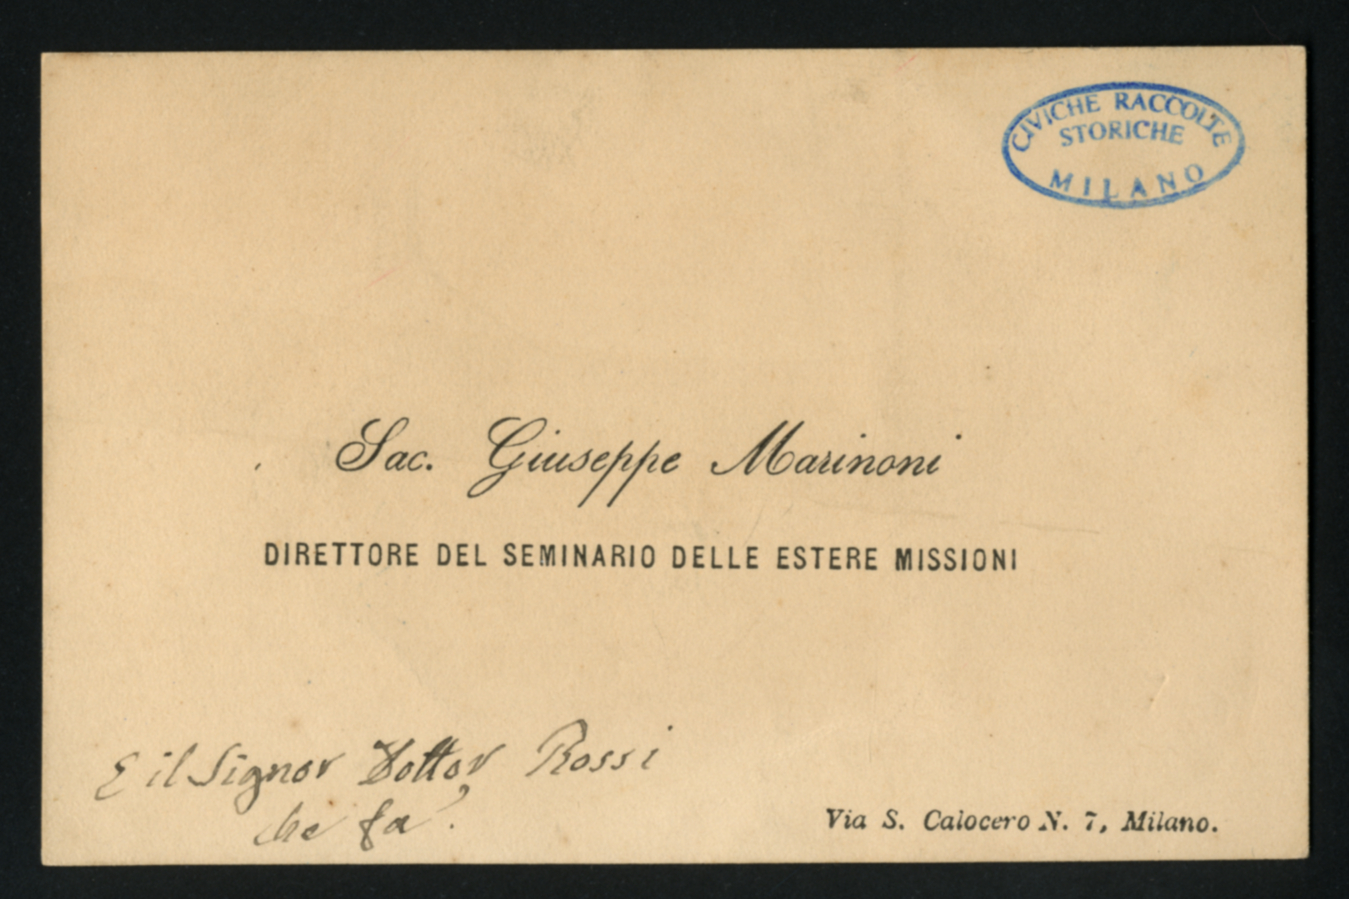 CIVICHE RACCOLTE
STORICHE
MILANO
Sac. Giuseppe Marinoni
DIRETTORE DEL SEMINARIO DELLE ESTERE MISSIONI
E il Signor Dottor Rossi
che fa?
Via S. Calocero N. 7, Milano.